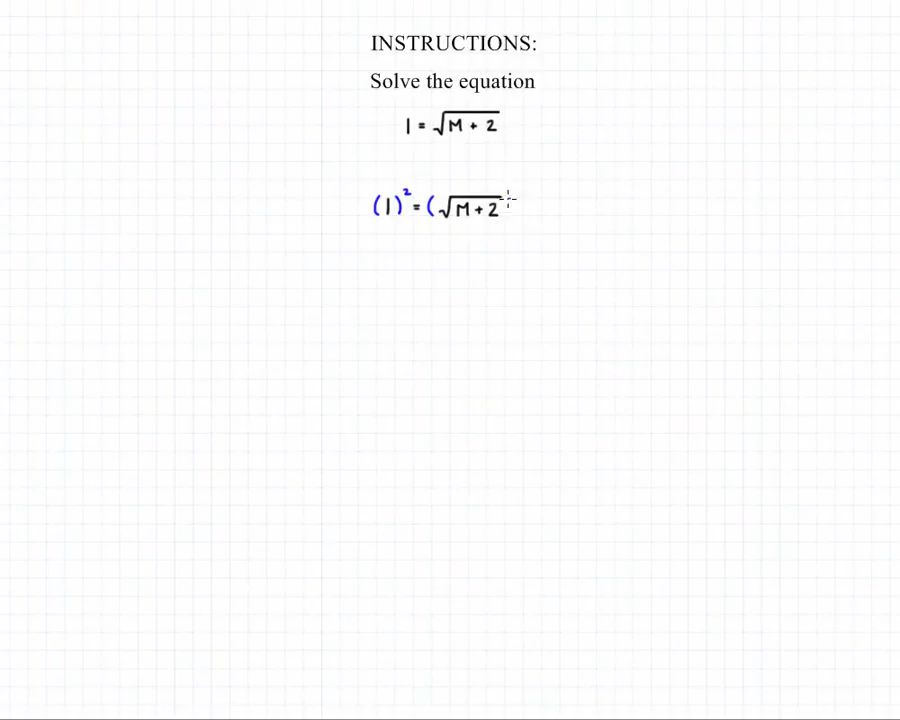 INSTRUCTIONS:
Solve the equation
1 = √M + 2
(1)² = (√M + 2